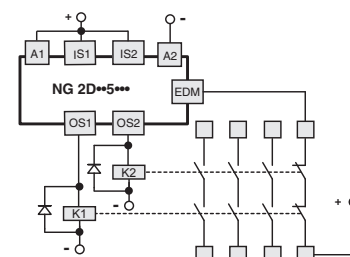 +
-
A1 IS1 IS2 A2
NG 2D••5•••
EDM
OS1 OS2
K2
-
K1
+
-